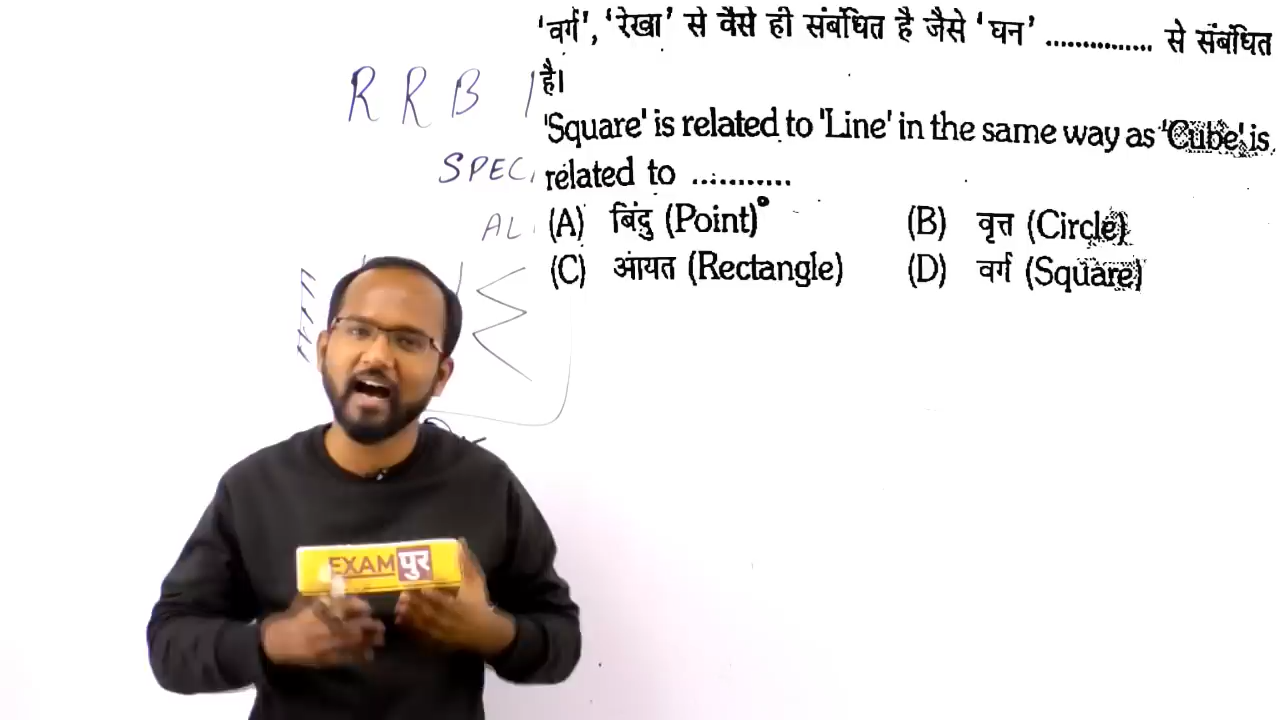 'वर्ग', 'रेखा' से वैसे ही संबंधित है जैसे 'घन' ............... से संबंधित
है।
'Square' is related to 'Line' in the same way as 'Cube' is
related to ...........
(A) बिंदु (Point)
(B) वृत्त (Circle)
(C) आयत (Rectangle)
(D) वर्ग (Square)
R R B
SPEC
AL
EXAM पुर